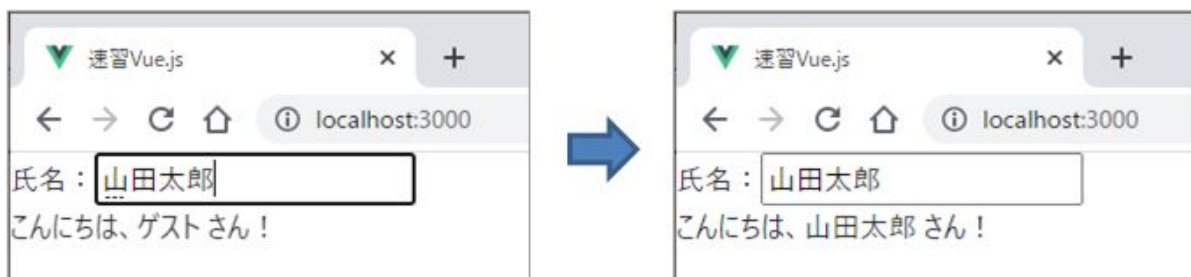 速習Vue.js
localhost:3000
氏名：山田太郎
こんにちは、ゲスト さん！
速習Vue.js
localhost:3000
氏名：山田太郎
こんにちは、山田太郎 さん！